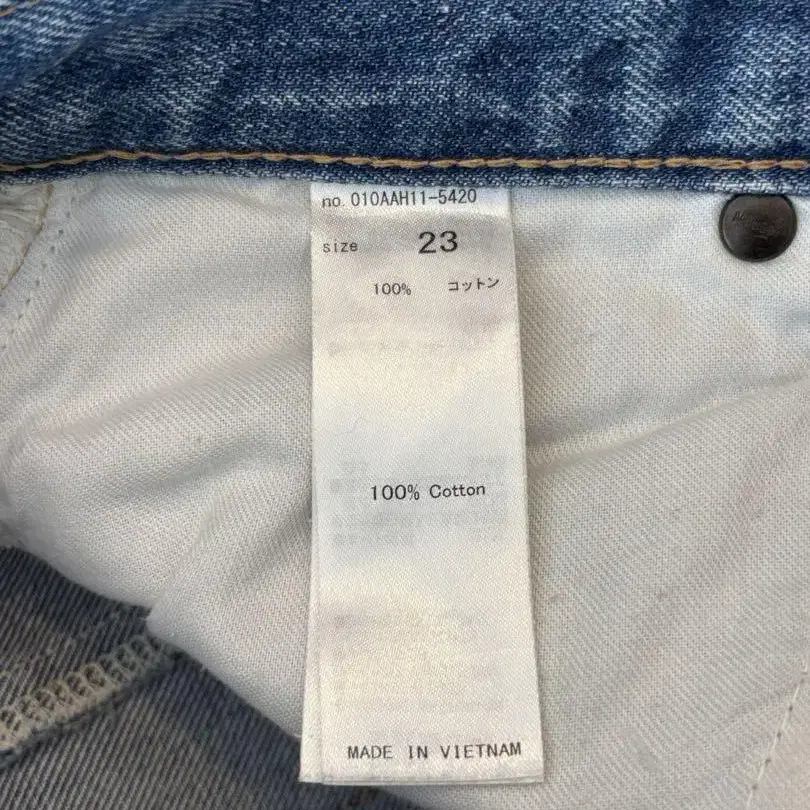 no. 010AAH11-5420
size 23
100% コットン
100% Cotton
MADE IN VIETNAM